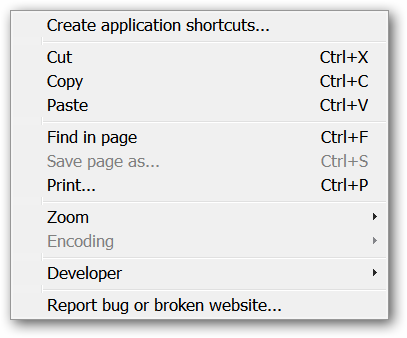 Create application shortcuts...
Cut Ctrl+X
Copy Ctrl+C
Paste Ctrl+V
Find in page Ctrl+F
Save page as... Ctrl+S
Print... Ctrl+P
Zoom
Encoding
Developer
Report bug or broken website...